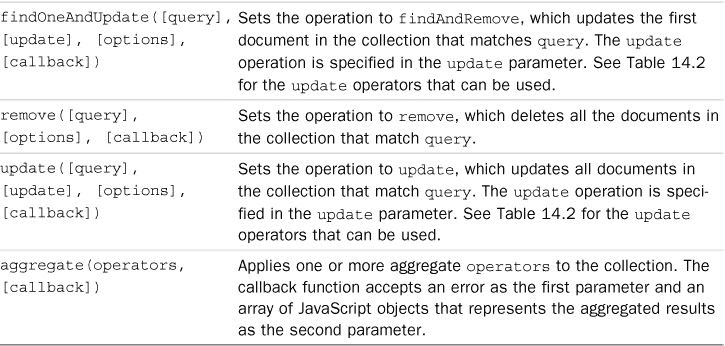 findOneAndUpdate([query], Sets the operation to findAndRemove, which updates the first
[update], [options], document in the collection that matches query. The update
[callback]) operation is specified in the update parameter. See Table 14.2
for the update operators that can be used.
remove([query], Sets the operation to remove, which deletes all the documents in
[options], [callback]) the collection that match query.
update([query], Sets the operation to update, which updates all documents in
[update], [options], the collection that match query. The update operation is speci-
[callback]) fied in the update parameter. See Table 14.2 for the update
operators that can be used.
aggregate(operators, Applies one or more aggregate operators to the collection. The
[callback]) callback function accepts an error as the first parameter and an
array of JavaScript objects that represents the aggregated results
as the second parameter.